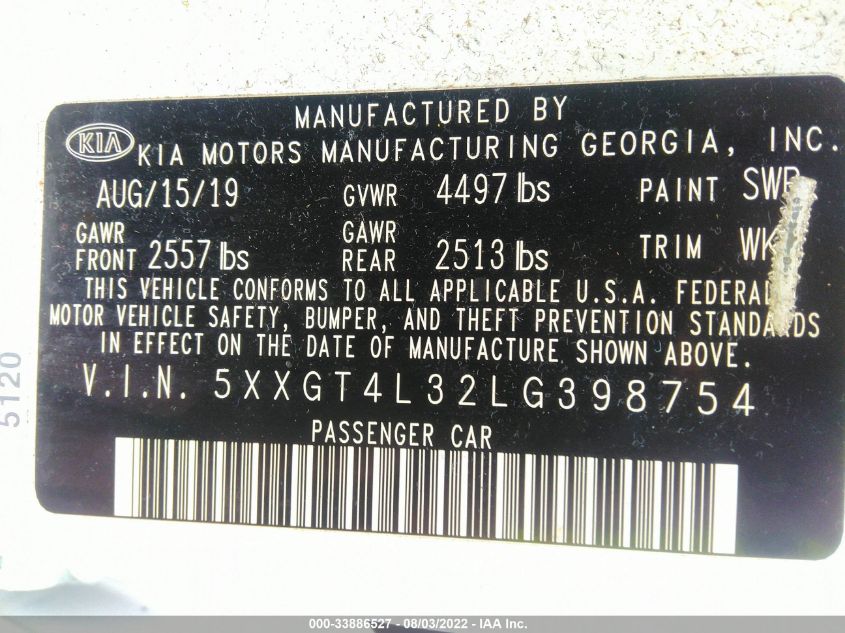 MANUFACTURED BY
KIA KIA MOTORS MANUFACTURING GEORGIA, INC.
AUG/15/19 GVWR 4497 lbs PAINT
GAWR FRONT 2557 lbs GAWR REAR 2513 lbs TRIM
THIS VEHICLE CONFORMS TO ALL APPLICABLE U.S.A. FEDERAL
MOTOR VEHICLE SAFETY, BUMPER, AND THEFT PREVENTION STANDARDS
IN EFFECT ON THE DATE OF MANUFACTURE SHOWN ABOVE.
V.I.N. 5XXGT4L32LG398754
PASSENGER CAR
5120
000-33886527 - 08/03/2022 - IAA Inc.